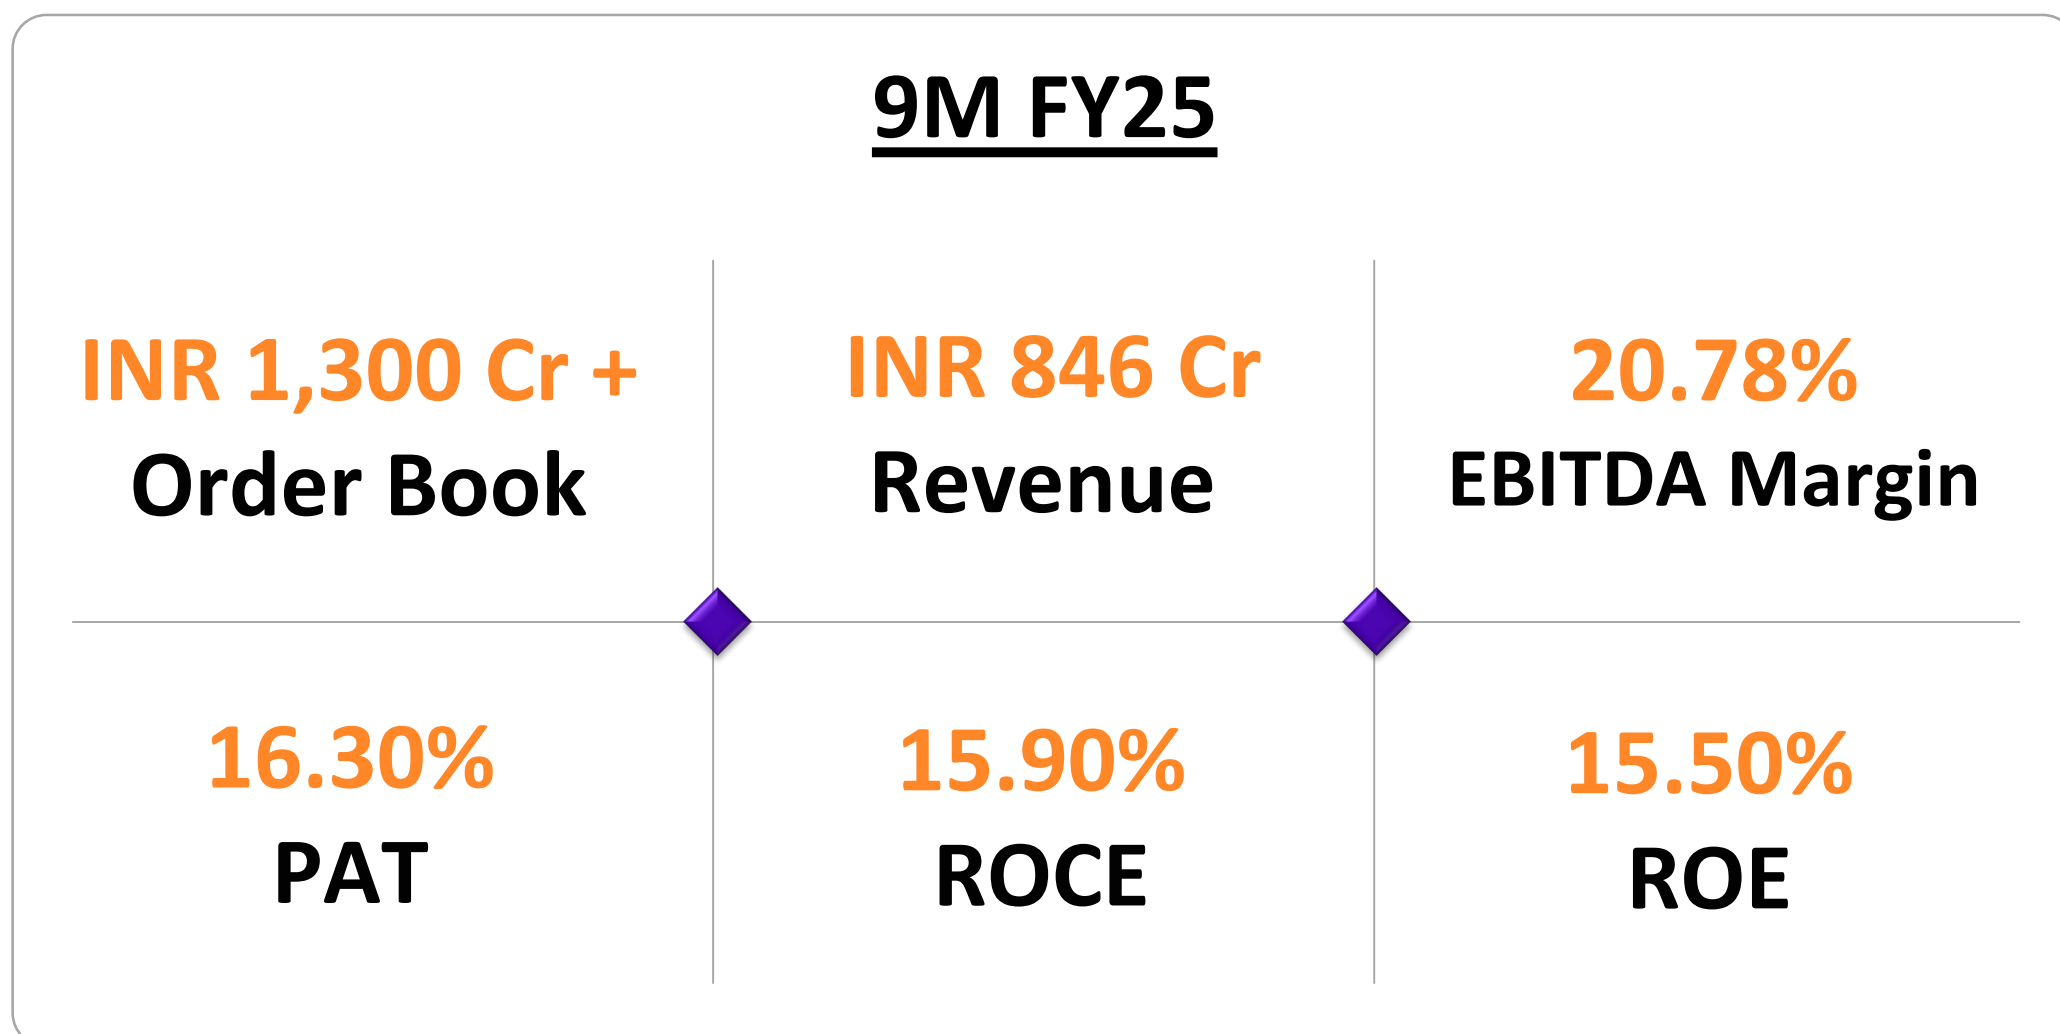 9M FY25
INR 1,300 Cr +
Order Book
INR 846 Cr
Revenue
20.78%
EBITDA Margin
16.30%
PAT
15.90%
ROCE
15.50%
ROE